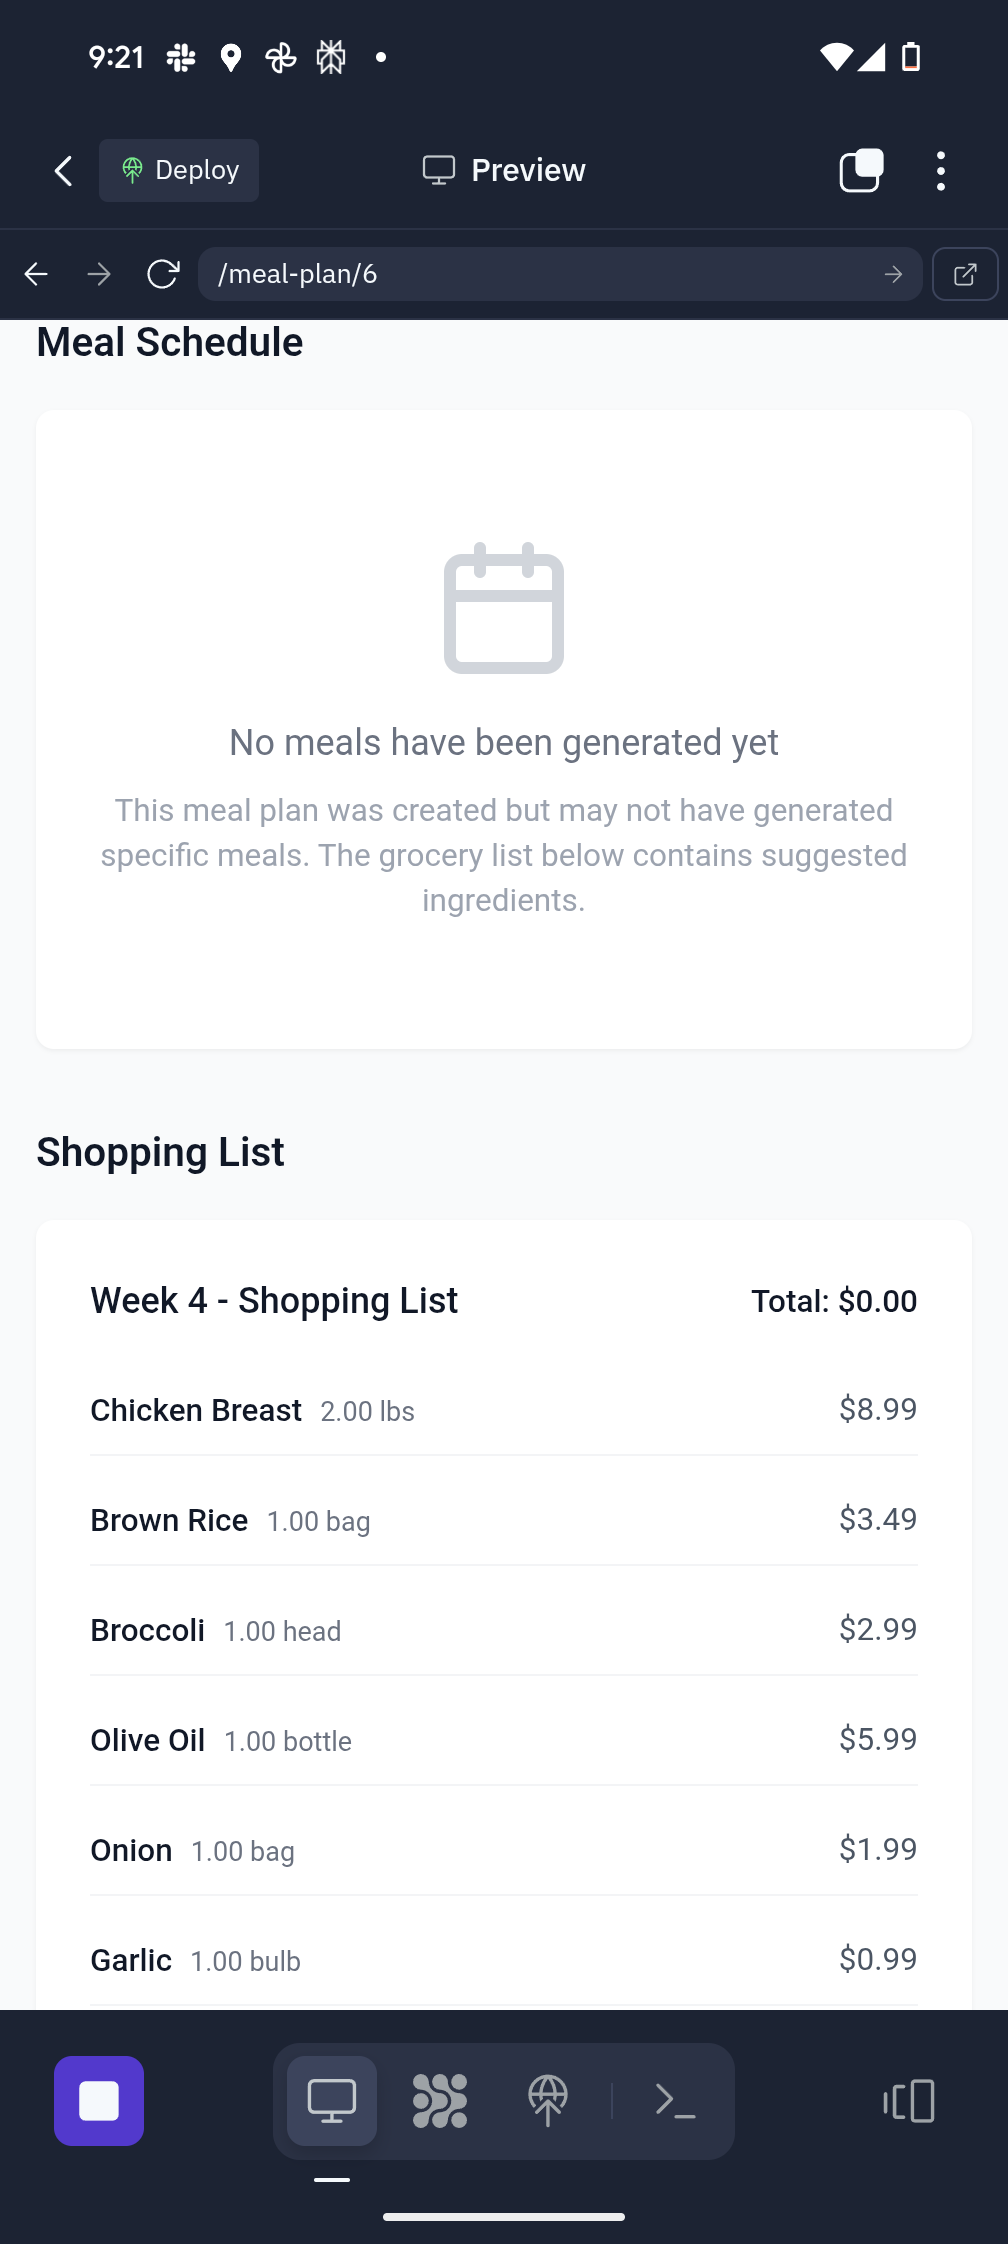 9:21
Deploy
Preview
/meal-plan/6
Meal Schedule
No meals have been generated yet
This meal plan was created but may not have generated
specific meals. The grocery list below contains suggested
ingredients.
Shopping List
Week 4 - Shopping List Total: $0.00
Chicken Breast 2.00 lbs $8.99
Brown Rice 1.00 bag $3.49
Broccoli 1.00 head $2.99
Olive Oil 1.00 bottle $5.99
Onion 1.00 bag $1.99
Garlic 1.00 bulb $0.99